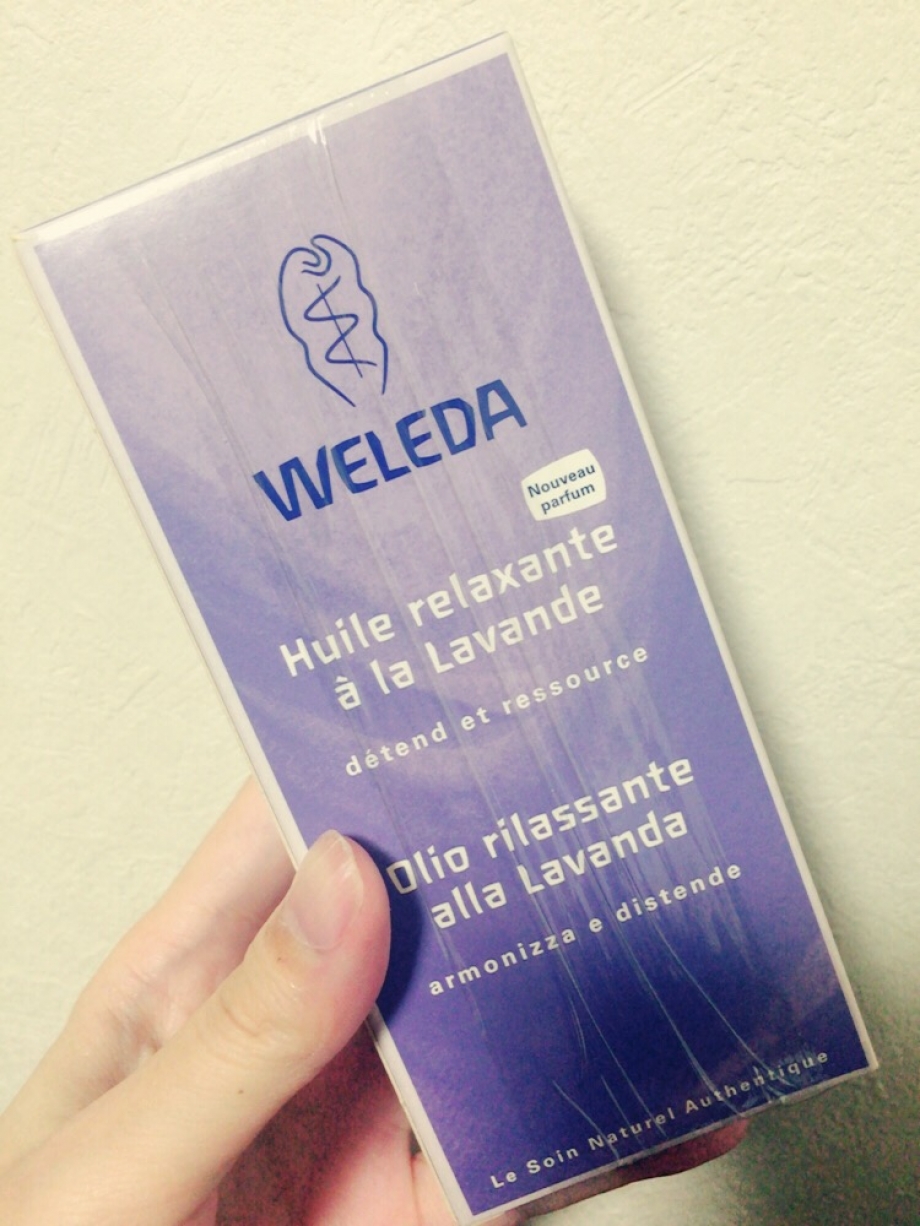 WELEDA
Nouveau
parfum
Huile relaxante
à la Lavande
détend et ressource
Olio rilassante
alla Lavanda
armonizza e distende
Le Soin Naturel Authentique